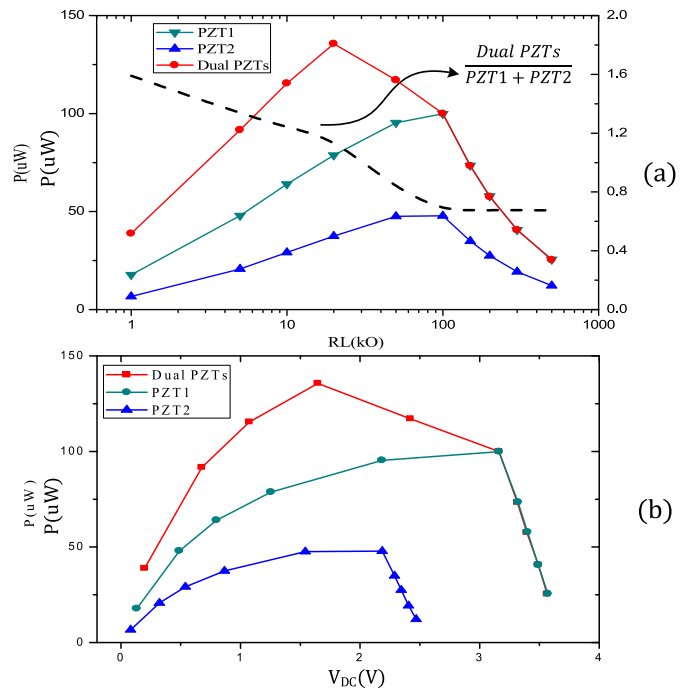 (a)
P(uW)
P(uW)
150
100
50
0
PZT1
PZT2
Dual PZTs
Dual PZTs
PZT1 + PZT2
2.0
1.6
1.2
0.8
0.4
0.0
1 10 100 1000
RL(kO)
(b)
P(uW)
P(uW)
150
100
50
0
Dual PZTs
PZT1
PZT2
0 1 2 3 4
VDC(V)